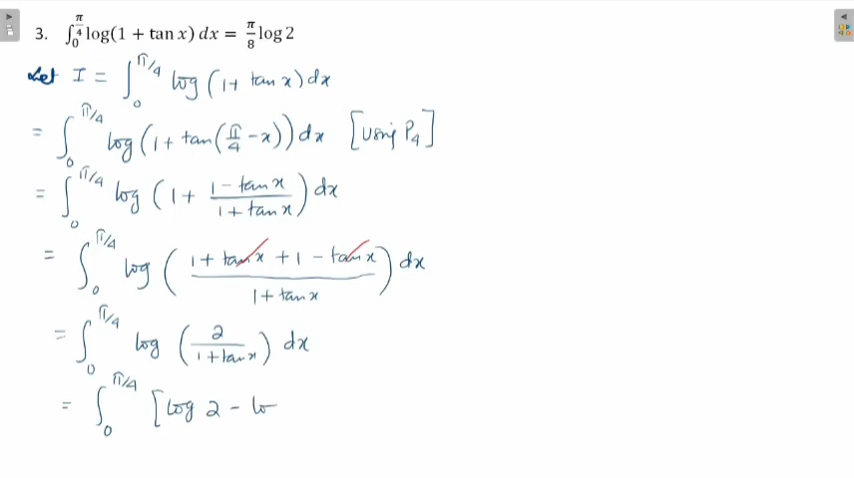 3. ∫₀^{π/4} log(1 + tan x) dx = π/8 log 2
Let I = ∫₀^{π/4} log (1 + tan x) dx
= ∫₀^{π/4} log (1 + tan(π/4 - x)) dx [Using P₄]
= ∫₀^{π/4} log (1 + (1 - tan x)/(1 + tan x)) dx
= ∫₀^{π/4} log ((1 + tan x + 1 - tan x)/(1 + tan x)) dx
= ∫₀^{π/4} log (2/(1 + tan x)) dx
= ∫₀^{π/4} [log 2 - lo